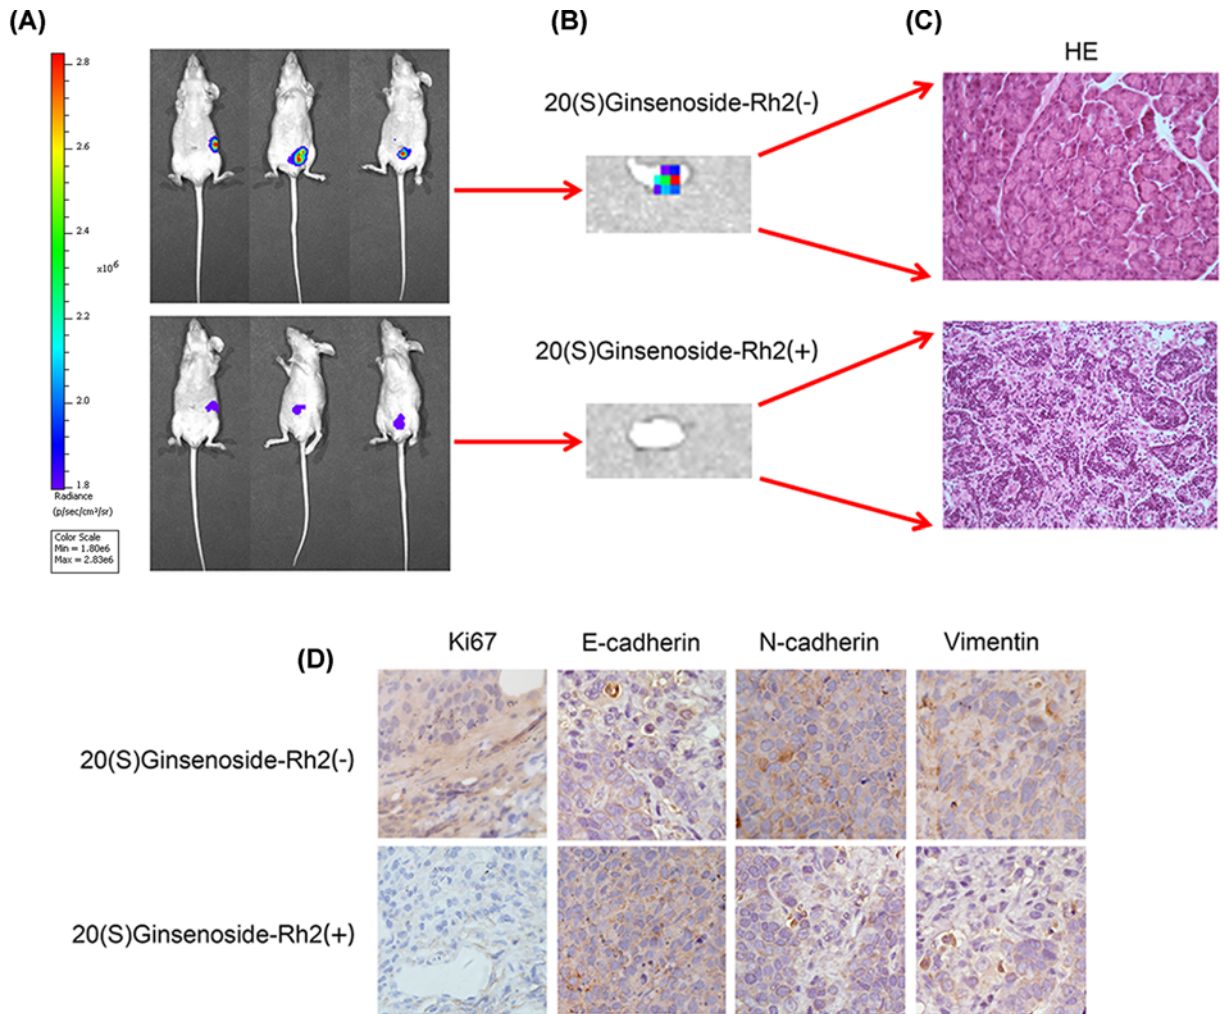 (A)
(B)
(C)
HE
2.8
2.4
x10⁶
2.2
2.0
1.8
Radiance
(p/sec/cm²/sr)
Color Scale
Min = 1.80e6
Max = 2.83e6
20(S)Ginsenoside-Rh2(-)
20(S)Ginsenoside-Rh2(+)
(D)
Ki67 E-cadherin N-cadherin Vimentin
20(S)Ginsenoside-Rh2(-)
20(S)Ginsenoside-Rh2(+)